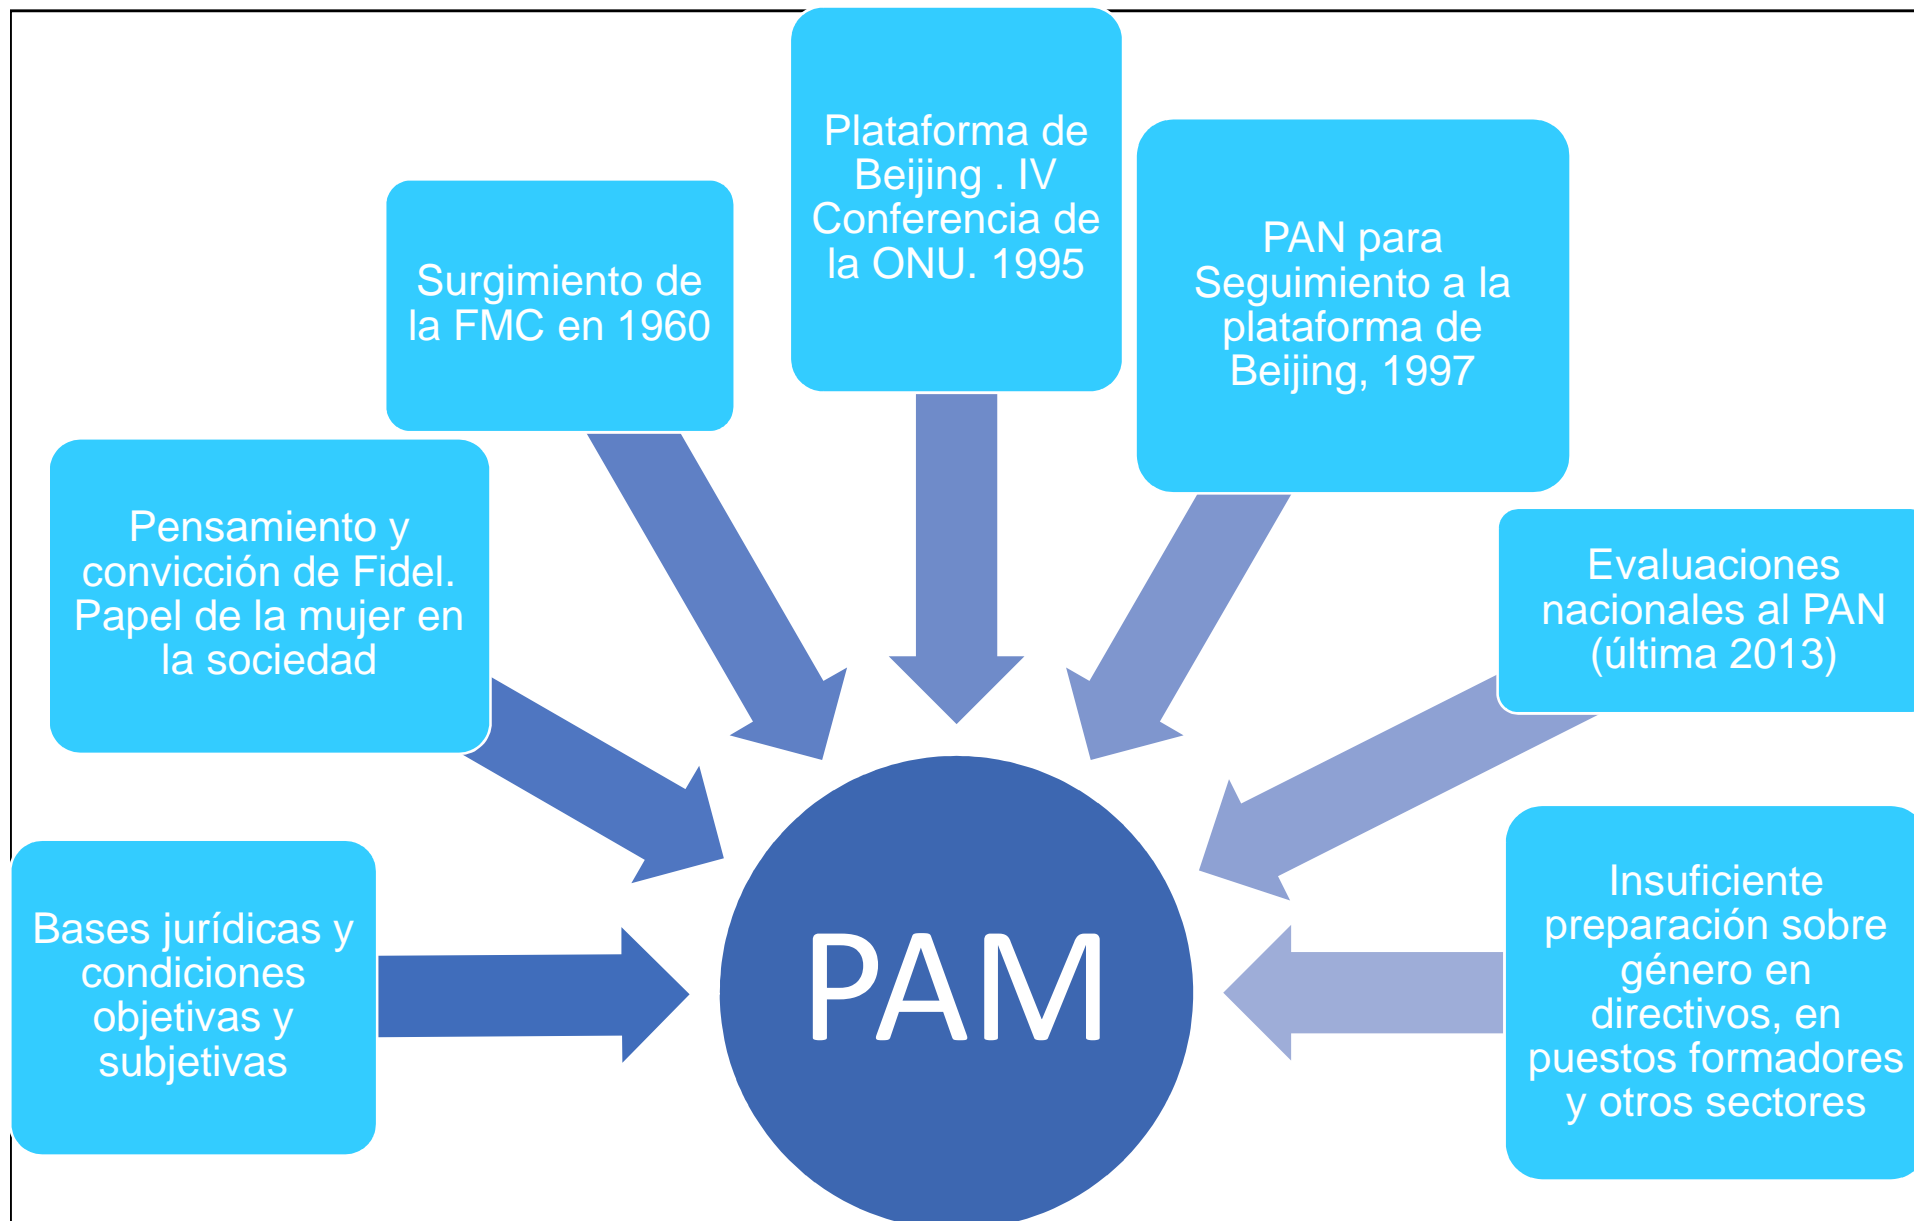 Plataforma de
Beijing . IV
Conferencia de
la ONU. 1995
PAN para
Seguimiento a la
plataforma de
Beijing, 1997
Surgimiento de
la FMC en 1960
Pensamiento y
convicción de Fidel.
Papel de la mujer en
la sociedad
Evaluaciones
nacionales al PAN
(última 2013)
Bases jurídicas y
condiciones
objetivas y
subjetivas
PAM
Insuficiente
preparación sobre
género en
directivos, en
puestos formadores
y otros sectores